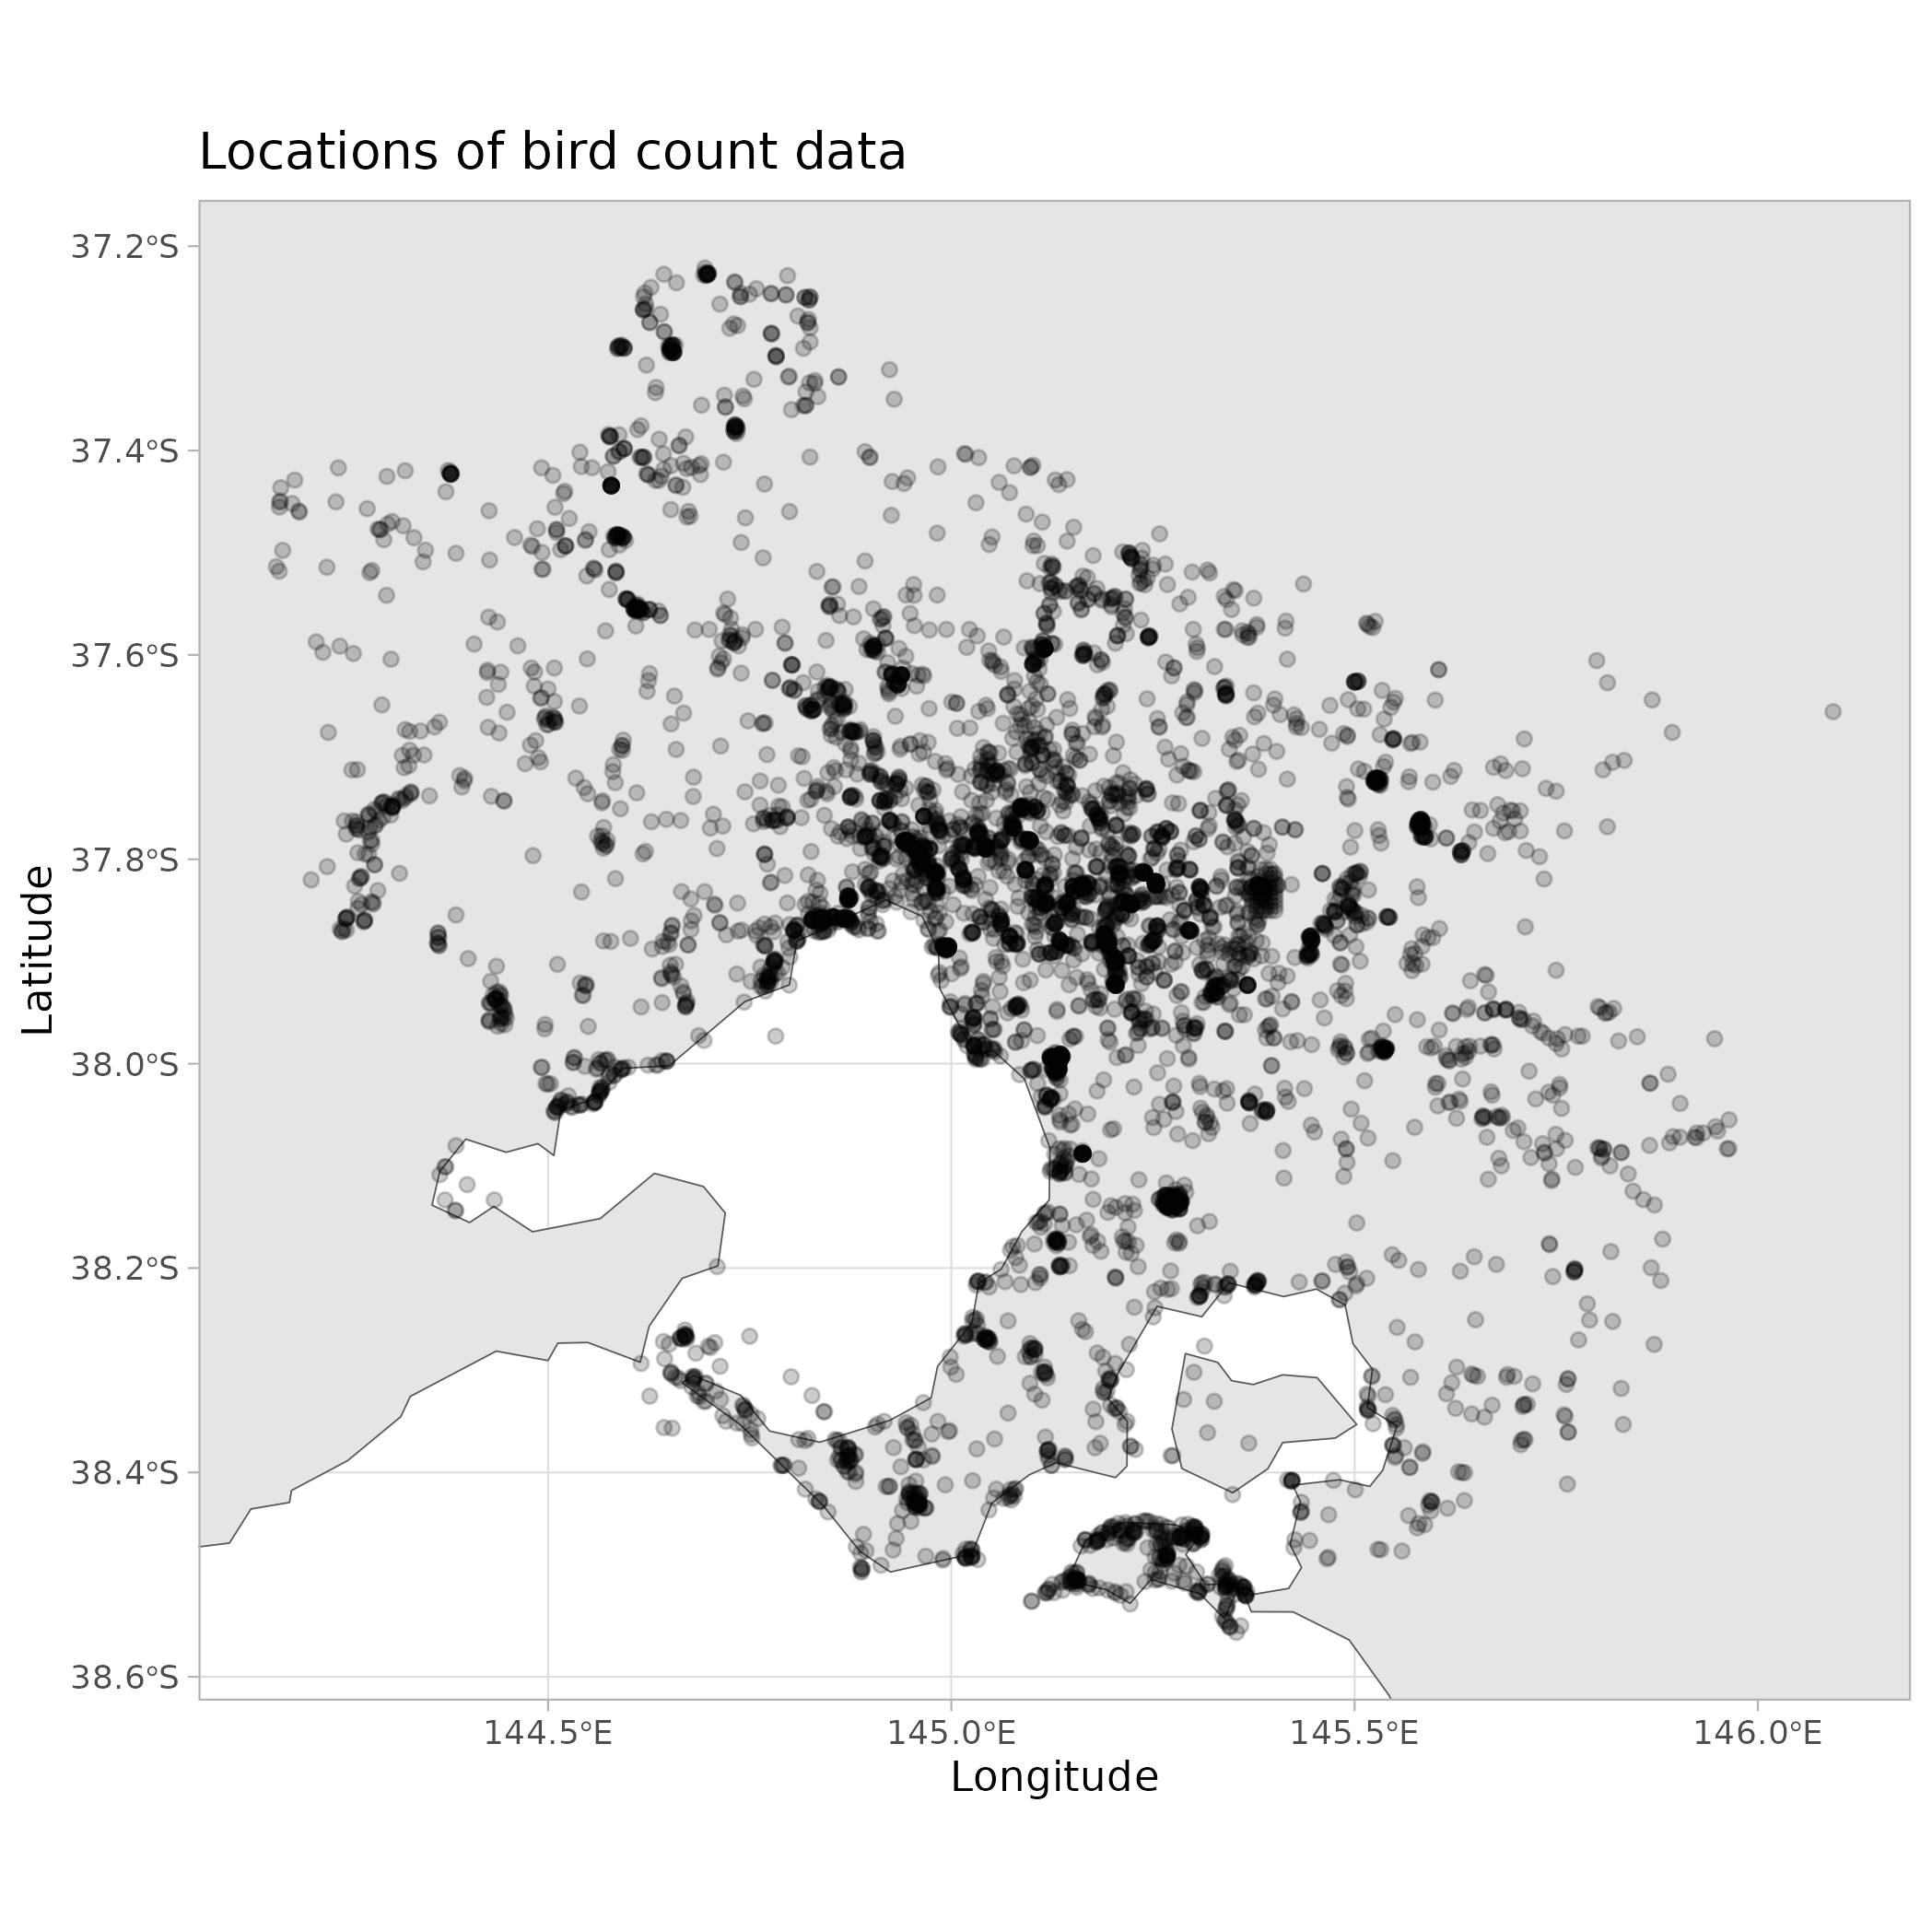 Locations of bird count data
37.2°S
37.4°S
37.6°S
37.8°S
38.0°S
38.2°S
38.4°S
38.6°S
Latitude
144.5°E 145.0°E 145.5°E 146.0°E
Longitude